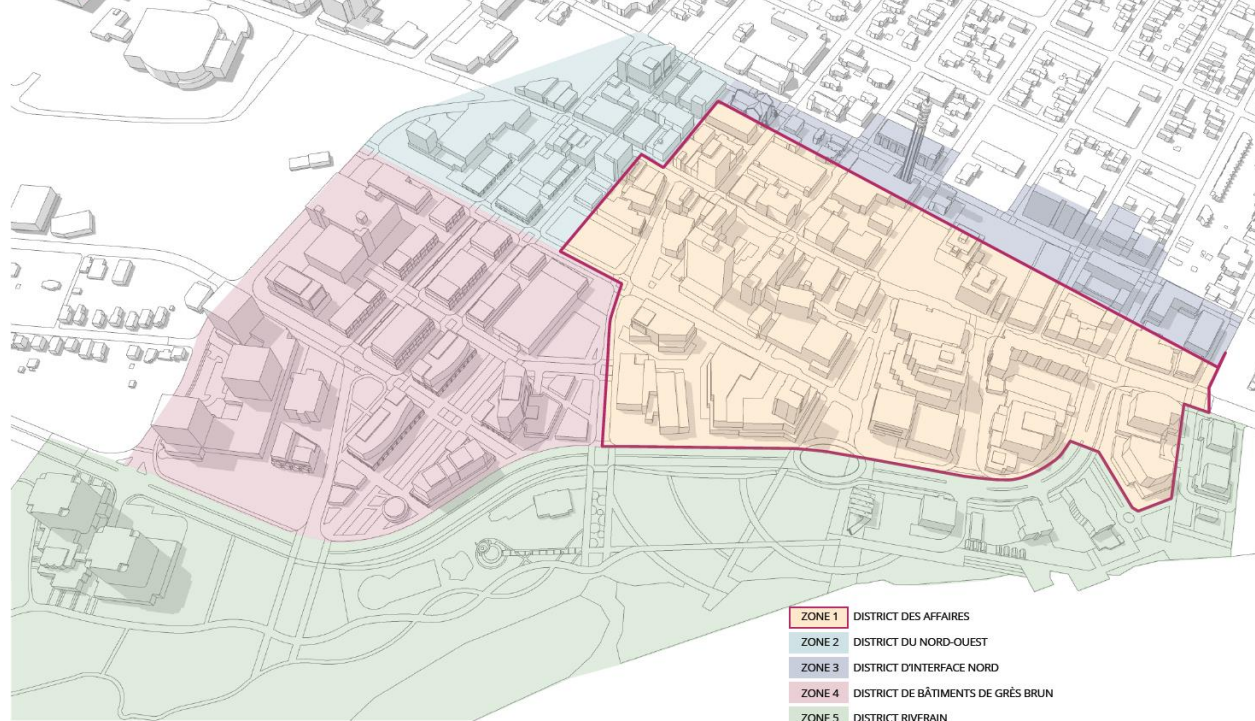 ZONE 1 DISTRICT DES AFFAIRES
ZONE 2 DISTRICT DU NORD-OUEST
ZONE 3 DISTRICT D'INTERFACE NORD
ZONE 4 DISTRICT DE BÂTIMENTS DE GRÈS BRUN
ZONE 5 DISTRICT RIVERAIN